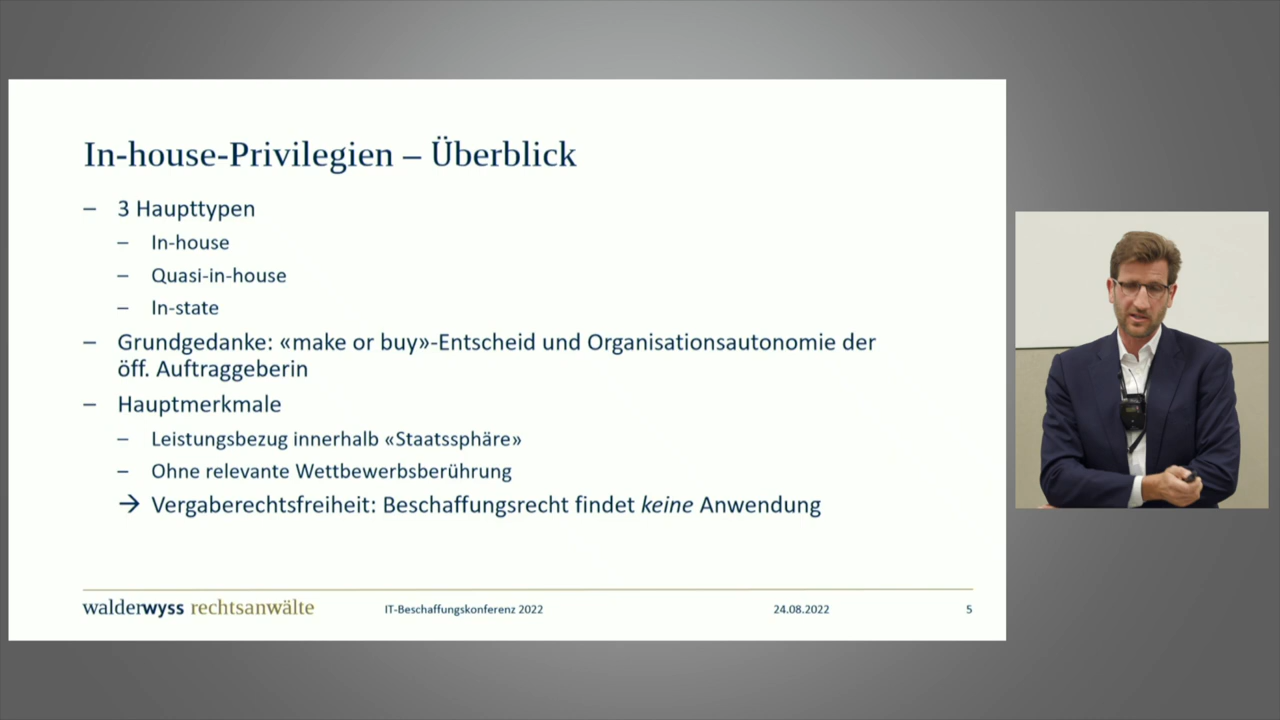 In-house-Privilegien – Überblick
– 3 Haupttypen
– In-house
– Quasi-in-house
– In-state
– Grundgedanke: «make or buy»-Entscheid und Organisationsautonomie der
öff. Auftraggeberin
– Hauptmerkmale
– Leistungsbezug innerhalb «Staatssphäre»
– Ohne relevante Wettbewerbsberührung
→ Vergaberechtsfreiheit: Beschaffungsrecht findet keine Anwendung
walderwyss rechtsanwälte IT-Beschaffungskonferenz 2022 24.08.2022 5